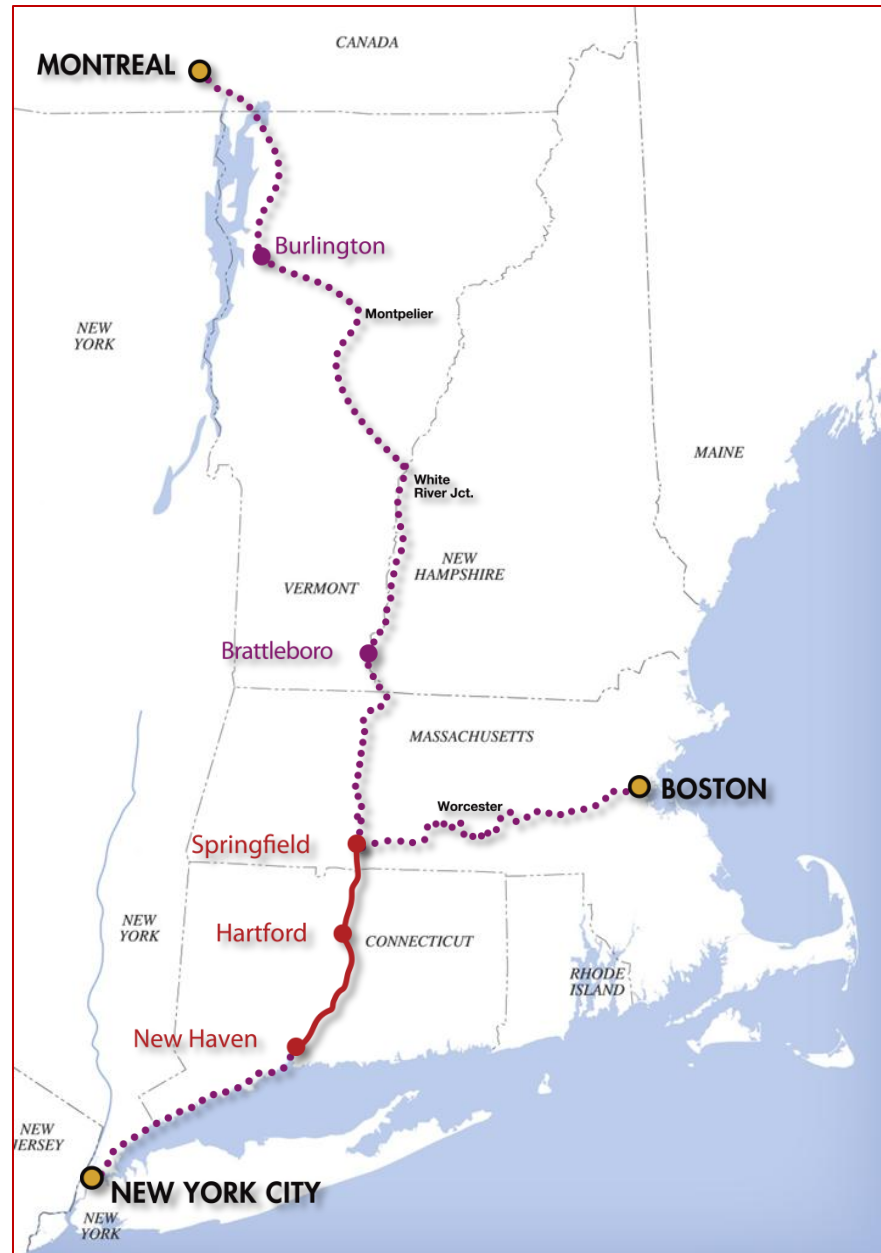 CANADA
MONTREAL
Burlington
Montpelier
NEW
YORK
MAINE
White
River Jct.
NEW
HAMPSHIRE
VERMONT
Brattleboro
MASSACHUSETTS
BOSTON
Worcester
Springfield
NEW
YORK
Hartford
CONNECTICUT
RHODE
ISLAND
New Haven
NEW
JERSEY
NEW YORK CITY
NEW
YORK